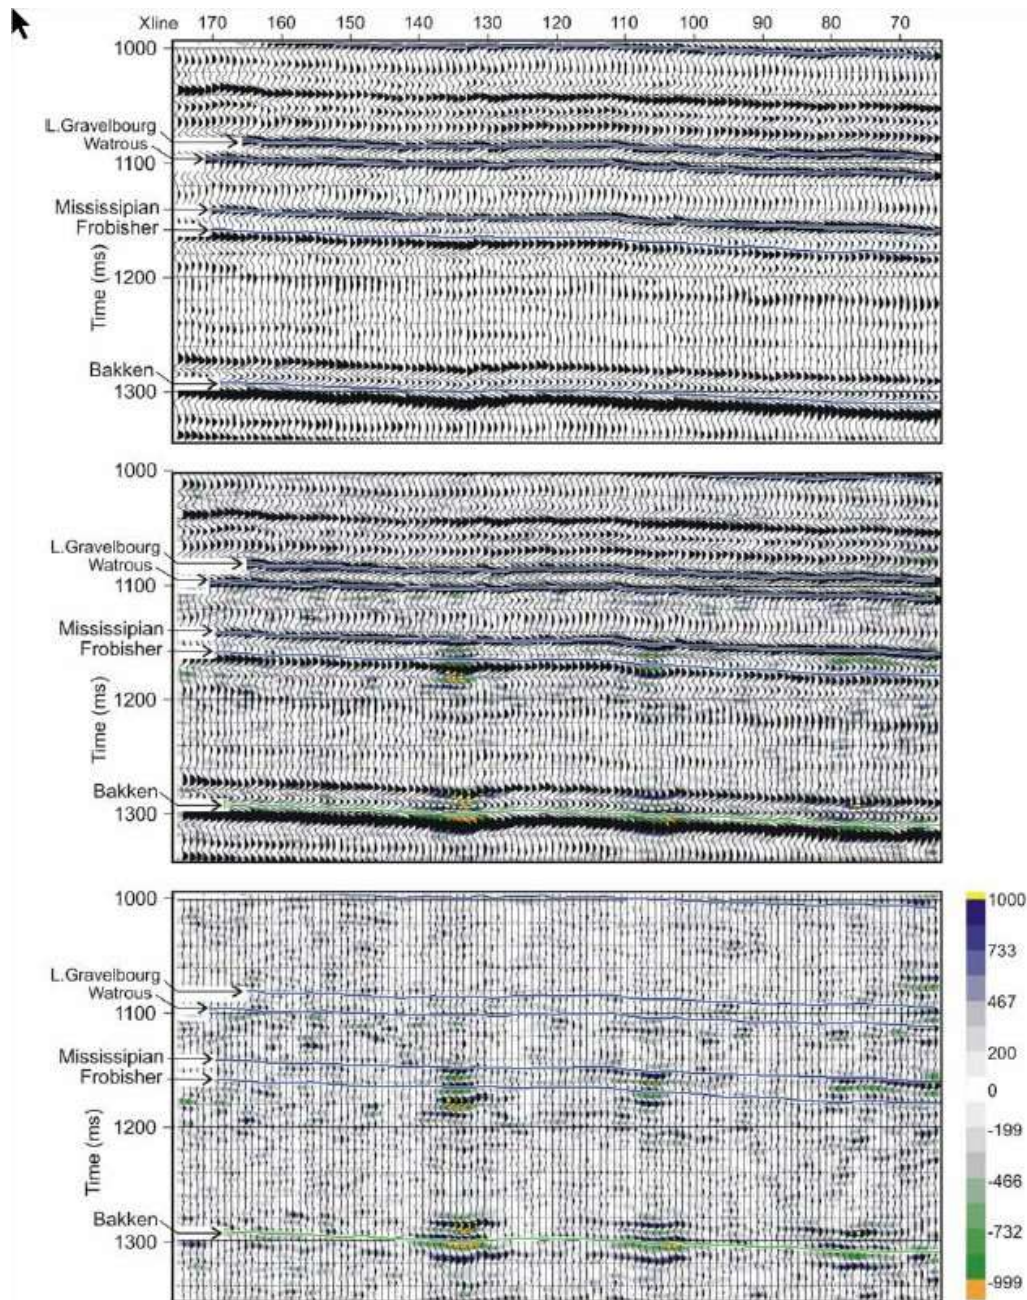 Xline 170 160 150 140 130 120 110 100 90 80 70
1000
L.Gravelbourg
Watrous
1100
Mississipian
Frobisher
1200
Time (ms)
Bakken
1300
1000
L.Gravelbourg
Watrous
1100
Mississipian
Frobisher
1200
Time (ms)
Bakken
1300
1000
L.Gravelbourg
Watrous
1100
Mississipian
Frobisher
1200
Time (ms)
Bakken
1300
1000
733
467
200
0
-199
-466
-732
-999